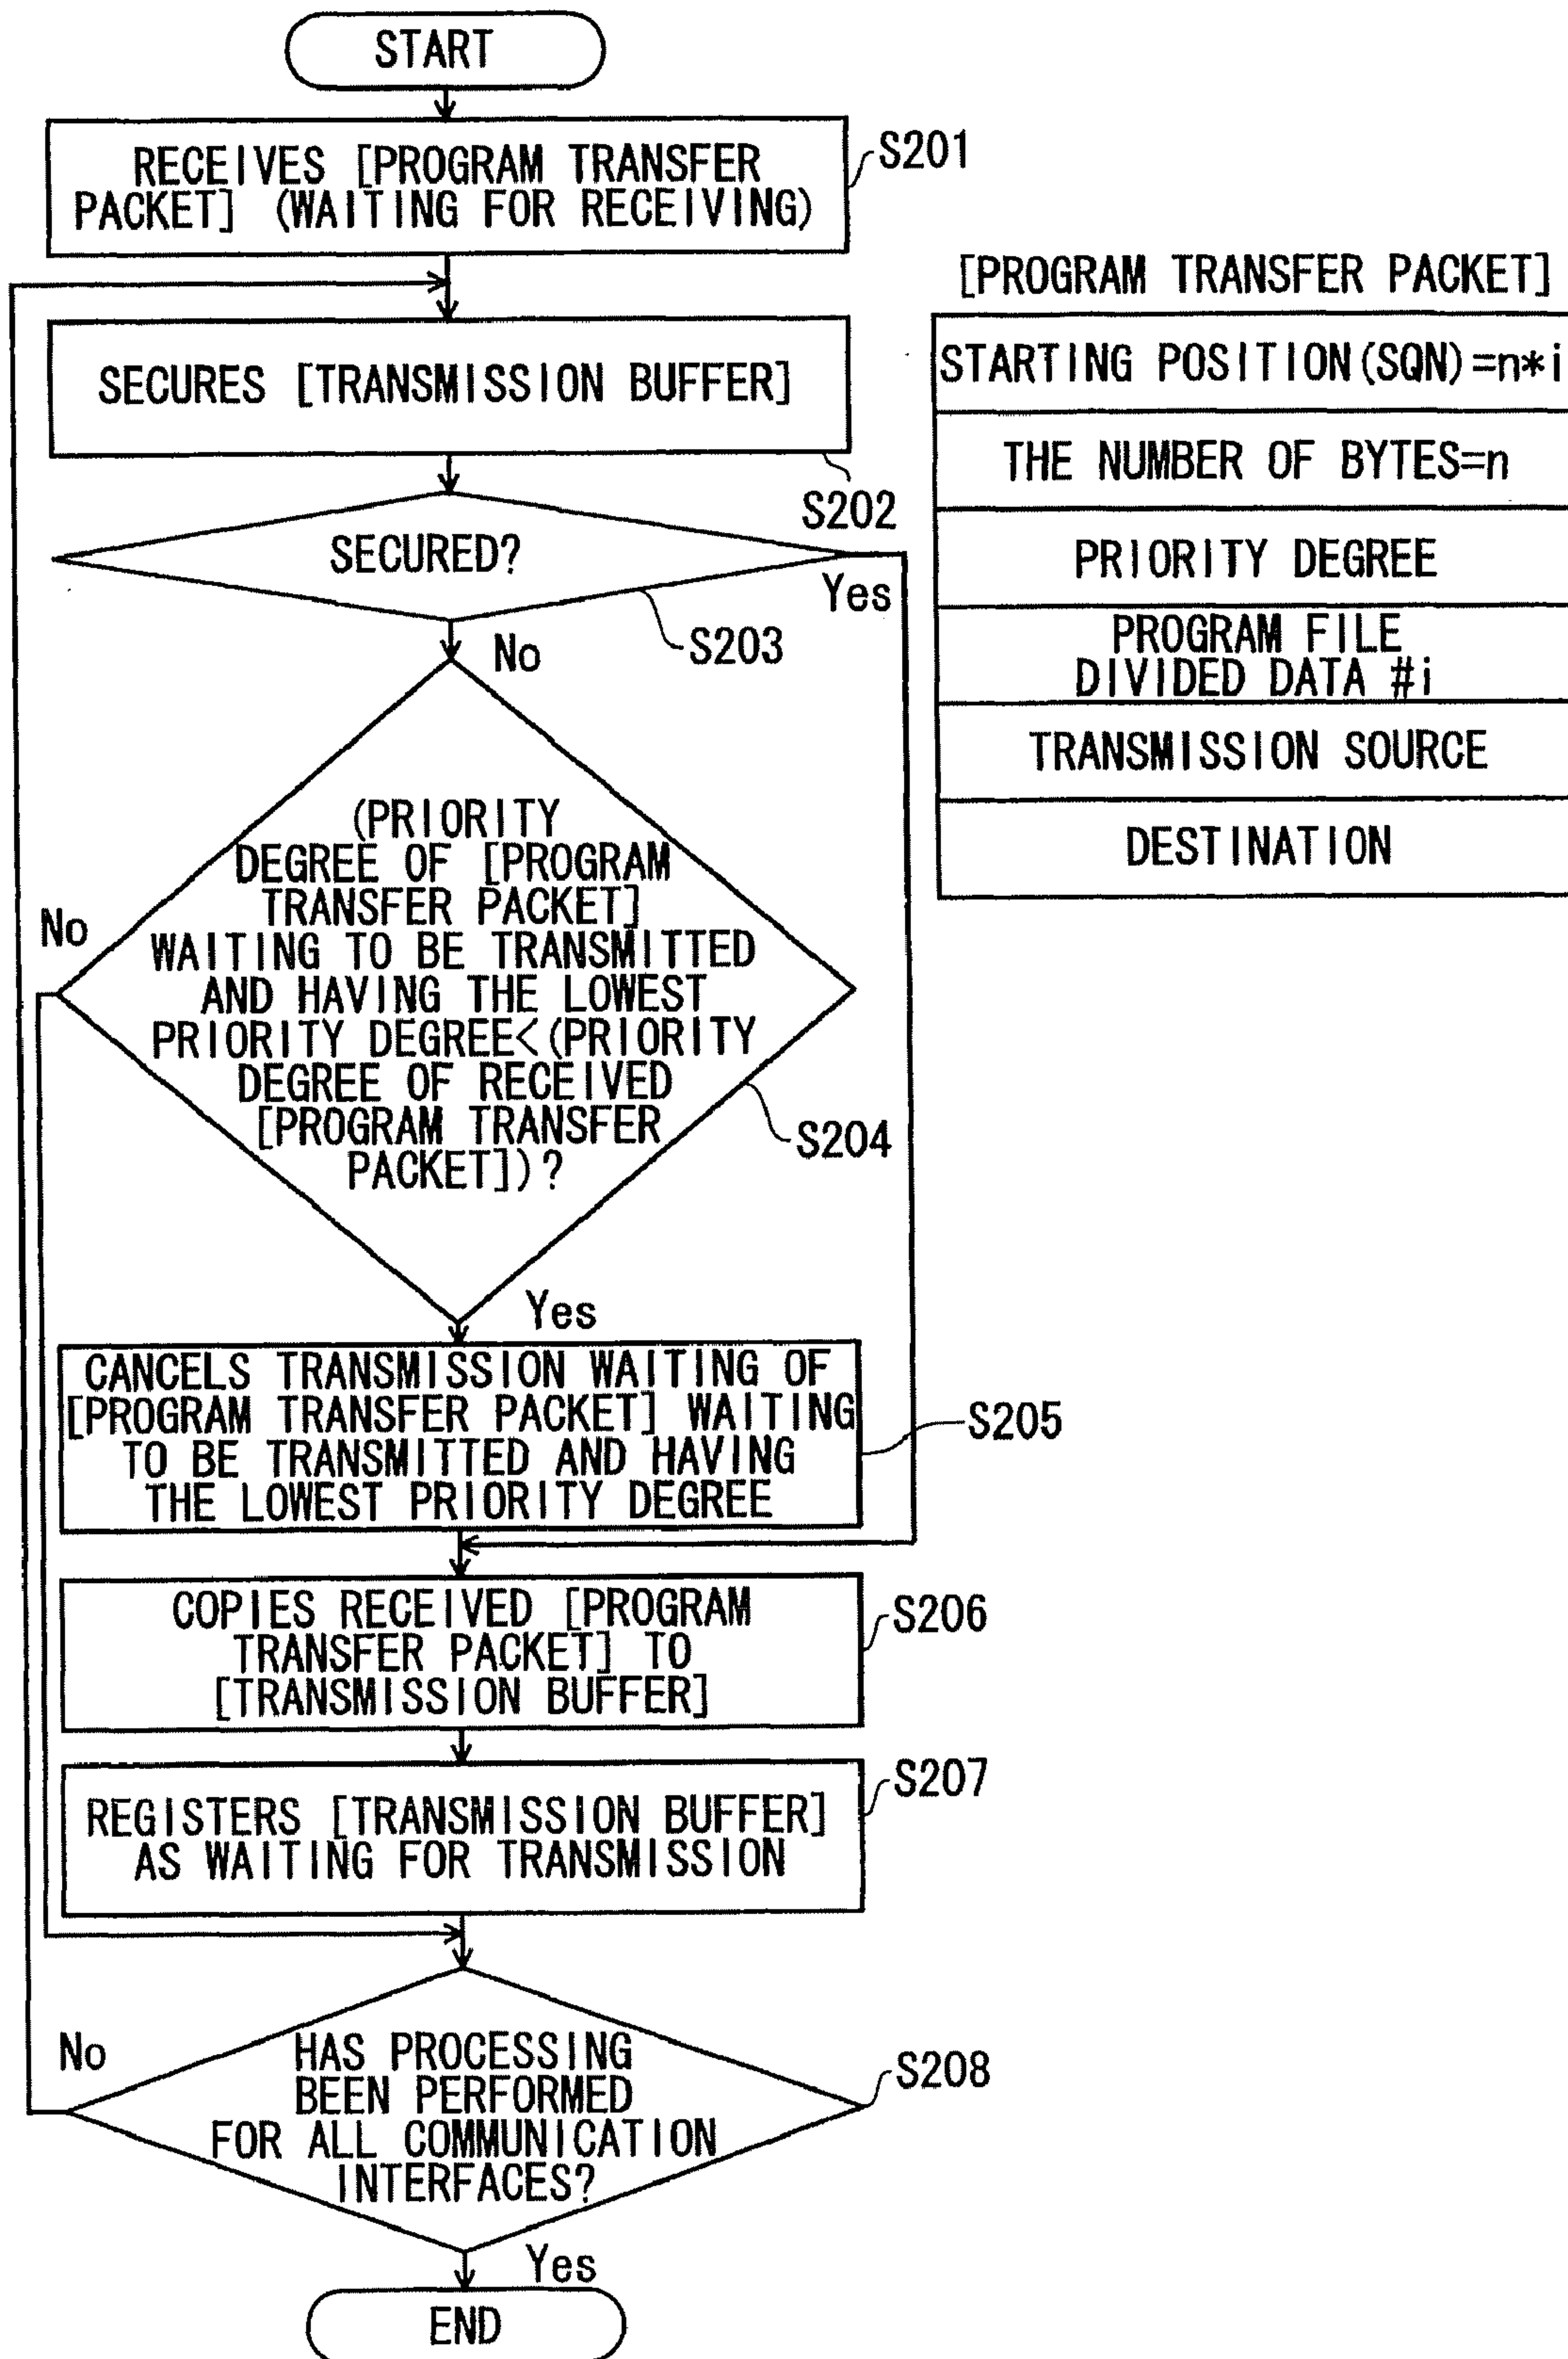 START
RECEIVES [PROGRAM TRANSFER
PACKET] (WAITING FOR RECEIVING)
S201
SECURES [TRANSMISSION BUFFER]
S202
SECURED?
Yes
S203
No
(PRIORITY
DEGREE OF [PROGRAM
TRANSFER PACKET]
WAITING TO BE TRANSMITTED
AND HAVING THE LOWEST
PRIORITY DEGREE<(PRIORITY
DEGREE OF RECEIVED
[PROGRAM TRANSFER
PACKET])?
No
S204
Yes
CANCELS TRANSMISSION WAITING OF
[PROGRAM TRANSFER PACKET] WAITING
TO BE TRANSMITTED AND HAVING
THE LOWEST PRIORITY DEGREE
S205
COPIES RECEIVED [PROGRAM
TRANSFER PACKET] TO
[TRANSMISSION BUFFER]
S206
REGISTERS [TRANSMISSION BUFFER]
AS WAITING FOR TRANSMISSION
S207
HAS PROCESSING
BEEN PERFORMED
FOR ALL COMMUNICATION
INTERFACES?
No
S208
Yes
END
[PROGRAM TRANSFER PACKET]
STARTING POSITION(SQN)=n*i
THE NUMBER OF BYTES=n
PRIORITY DEGREE
PROGRAM FILE
DIVIDED DATA #i
TRANSMISSION SOURCE
DESTINATION